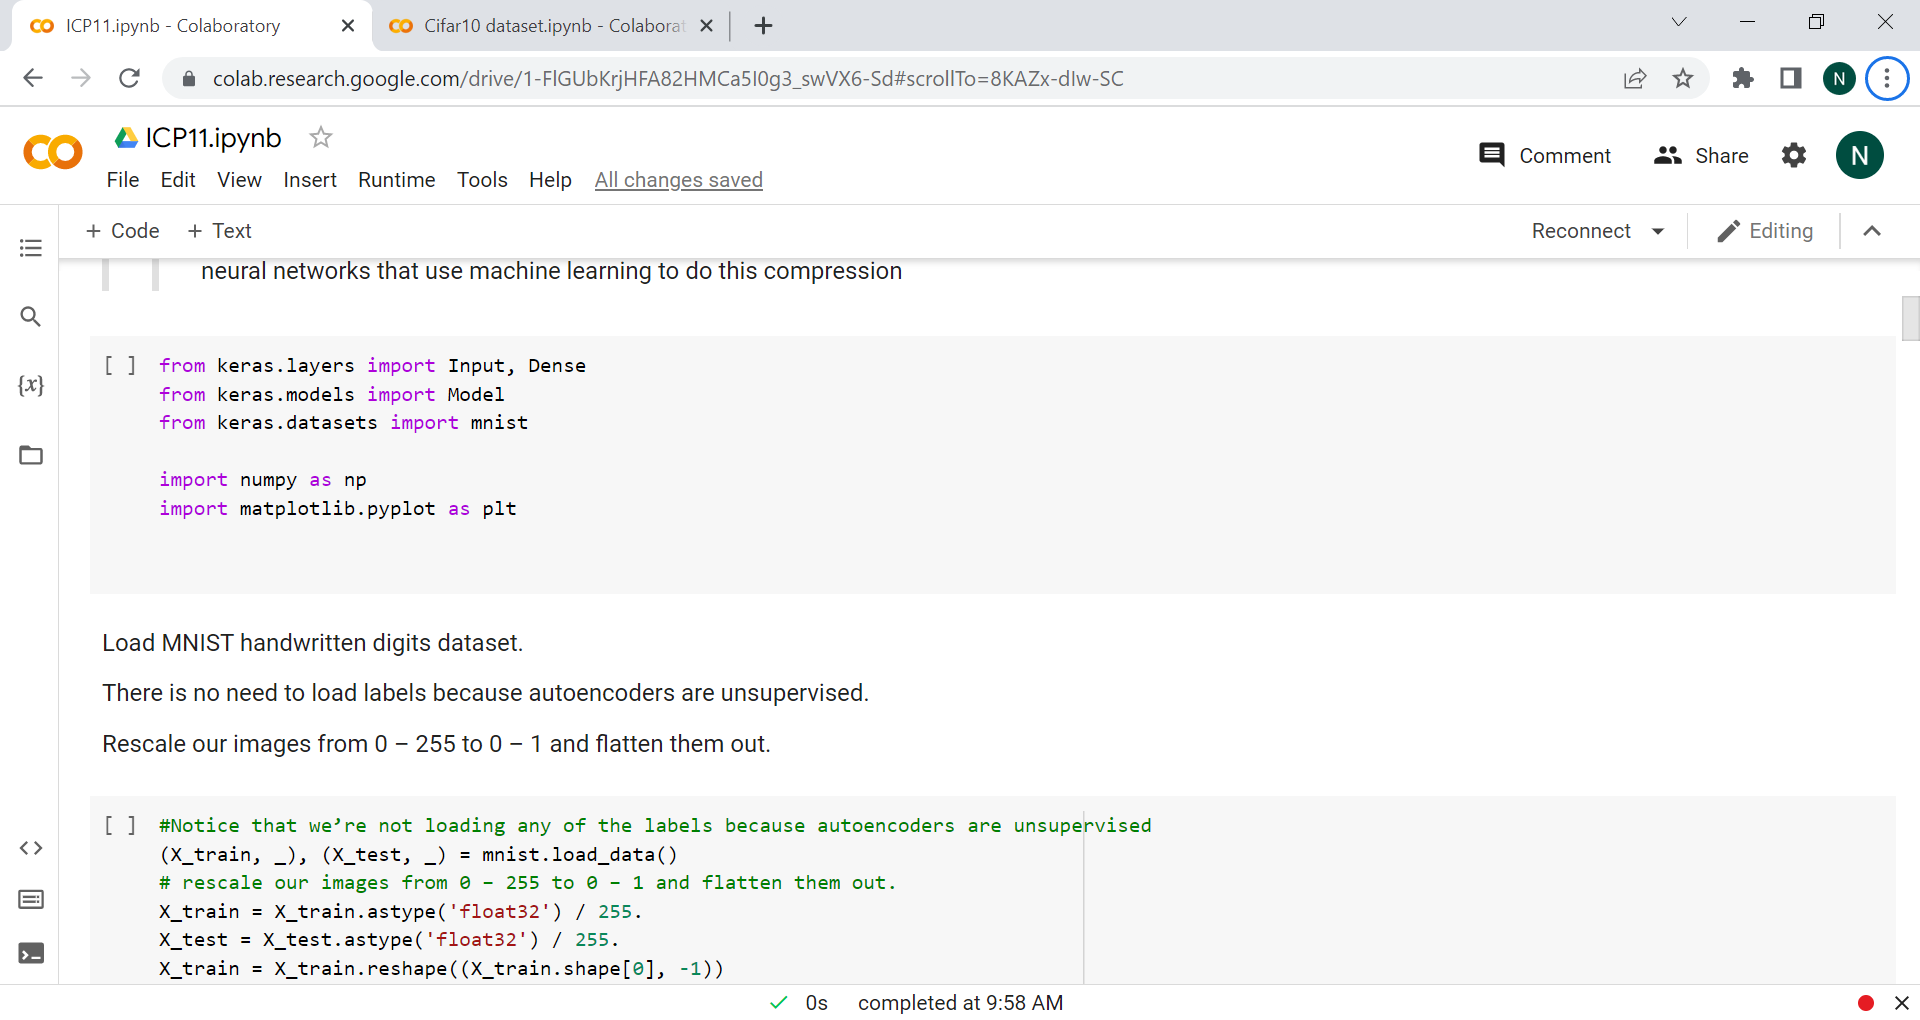 ICP11.ipynb - Colaboratory
Cifar10 dataset.ipynb - Colaborat
colab.research.google.com/drive/1-FlGUbKrjHFA82HMCa5I0g3_swVX6-Sd#scrollTo=8KAZx-dIw-SC
N
ICP11.ipynb
Comment
Share
N
File Edit View Insert Runtime Tools Help All changes saved
+ Code + Text
Reconnect
Editing
neural networks that use machine learning to do this compression
{x}
[ ] from keras.layers import Input, Dense
from keras.models import Model
from keras.datasets import mnist
import numpy as np
import matplotlib.pyplot as plt
Load MNIST handwritten digits dataset.
There is no need to load labels because autoencoders are unsupervised.
Rescale our images from 0 – 255 to 0 – 1 and flatten them out.
[ ] #Notice that we’re not loading any of the labels because autoencoders are unsupervised
(X_train, _), (X_test, _) = mnist.load_data()
# rescale our images from 0 – 255 to 0 – 1 and flatten them out.
X_train = X_train.astype('float32') / 255.
X_test = X_test.astype('float32') / 255.
X_train = X_train.reshape((X_train.shape[0], -1))
0s completed at 9:58 AM